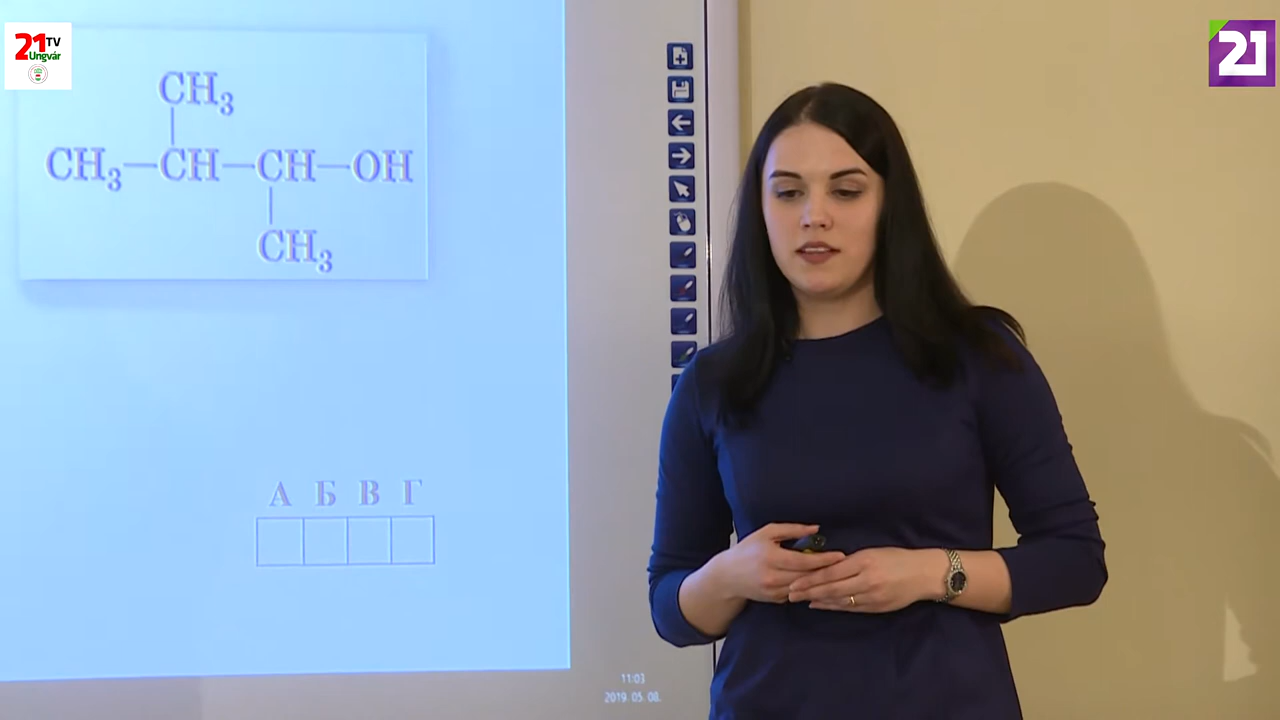 21TV
Ungvár
21
CH₃
CH₃—CH—CH—OH
CH₃
А Б В Г
11:03
2019. 05. 08.